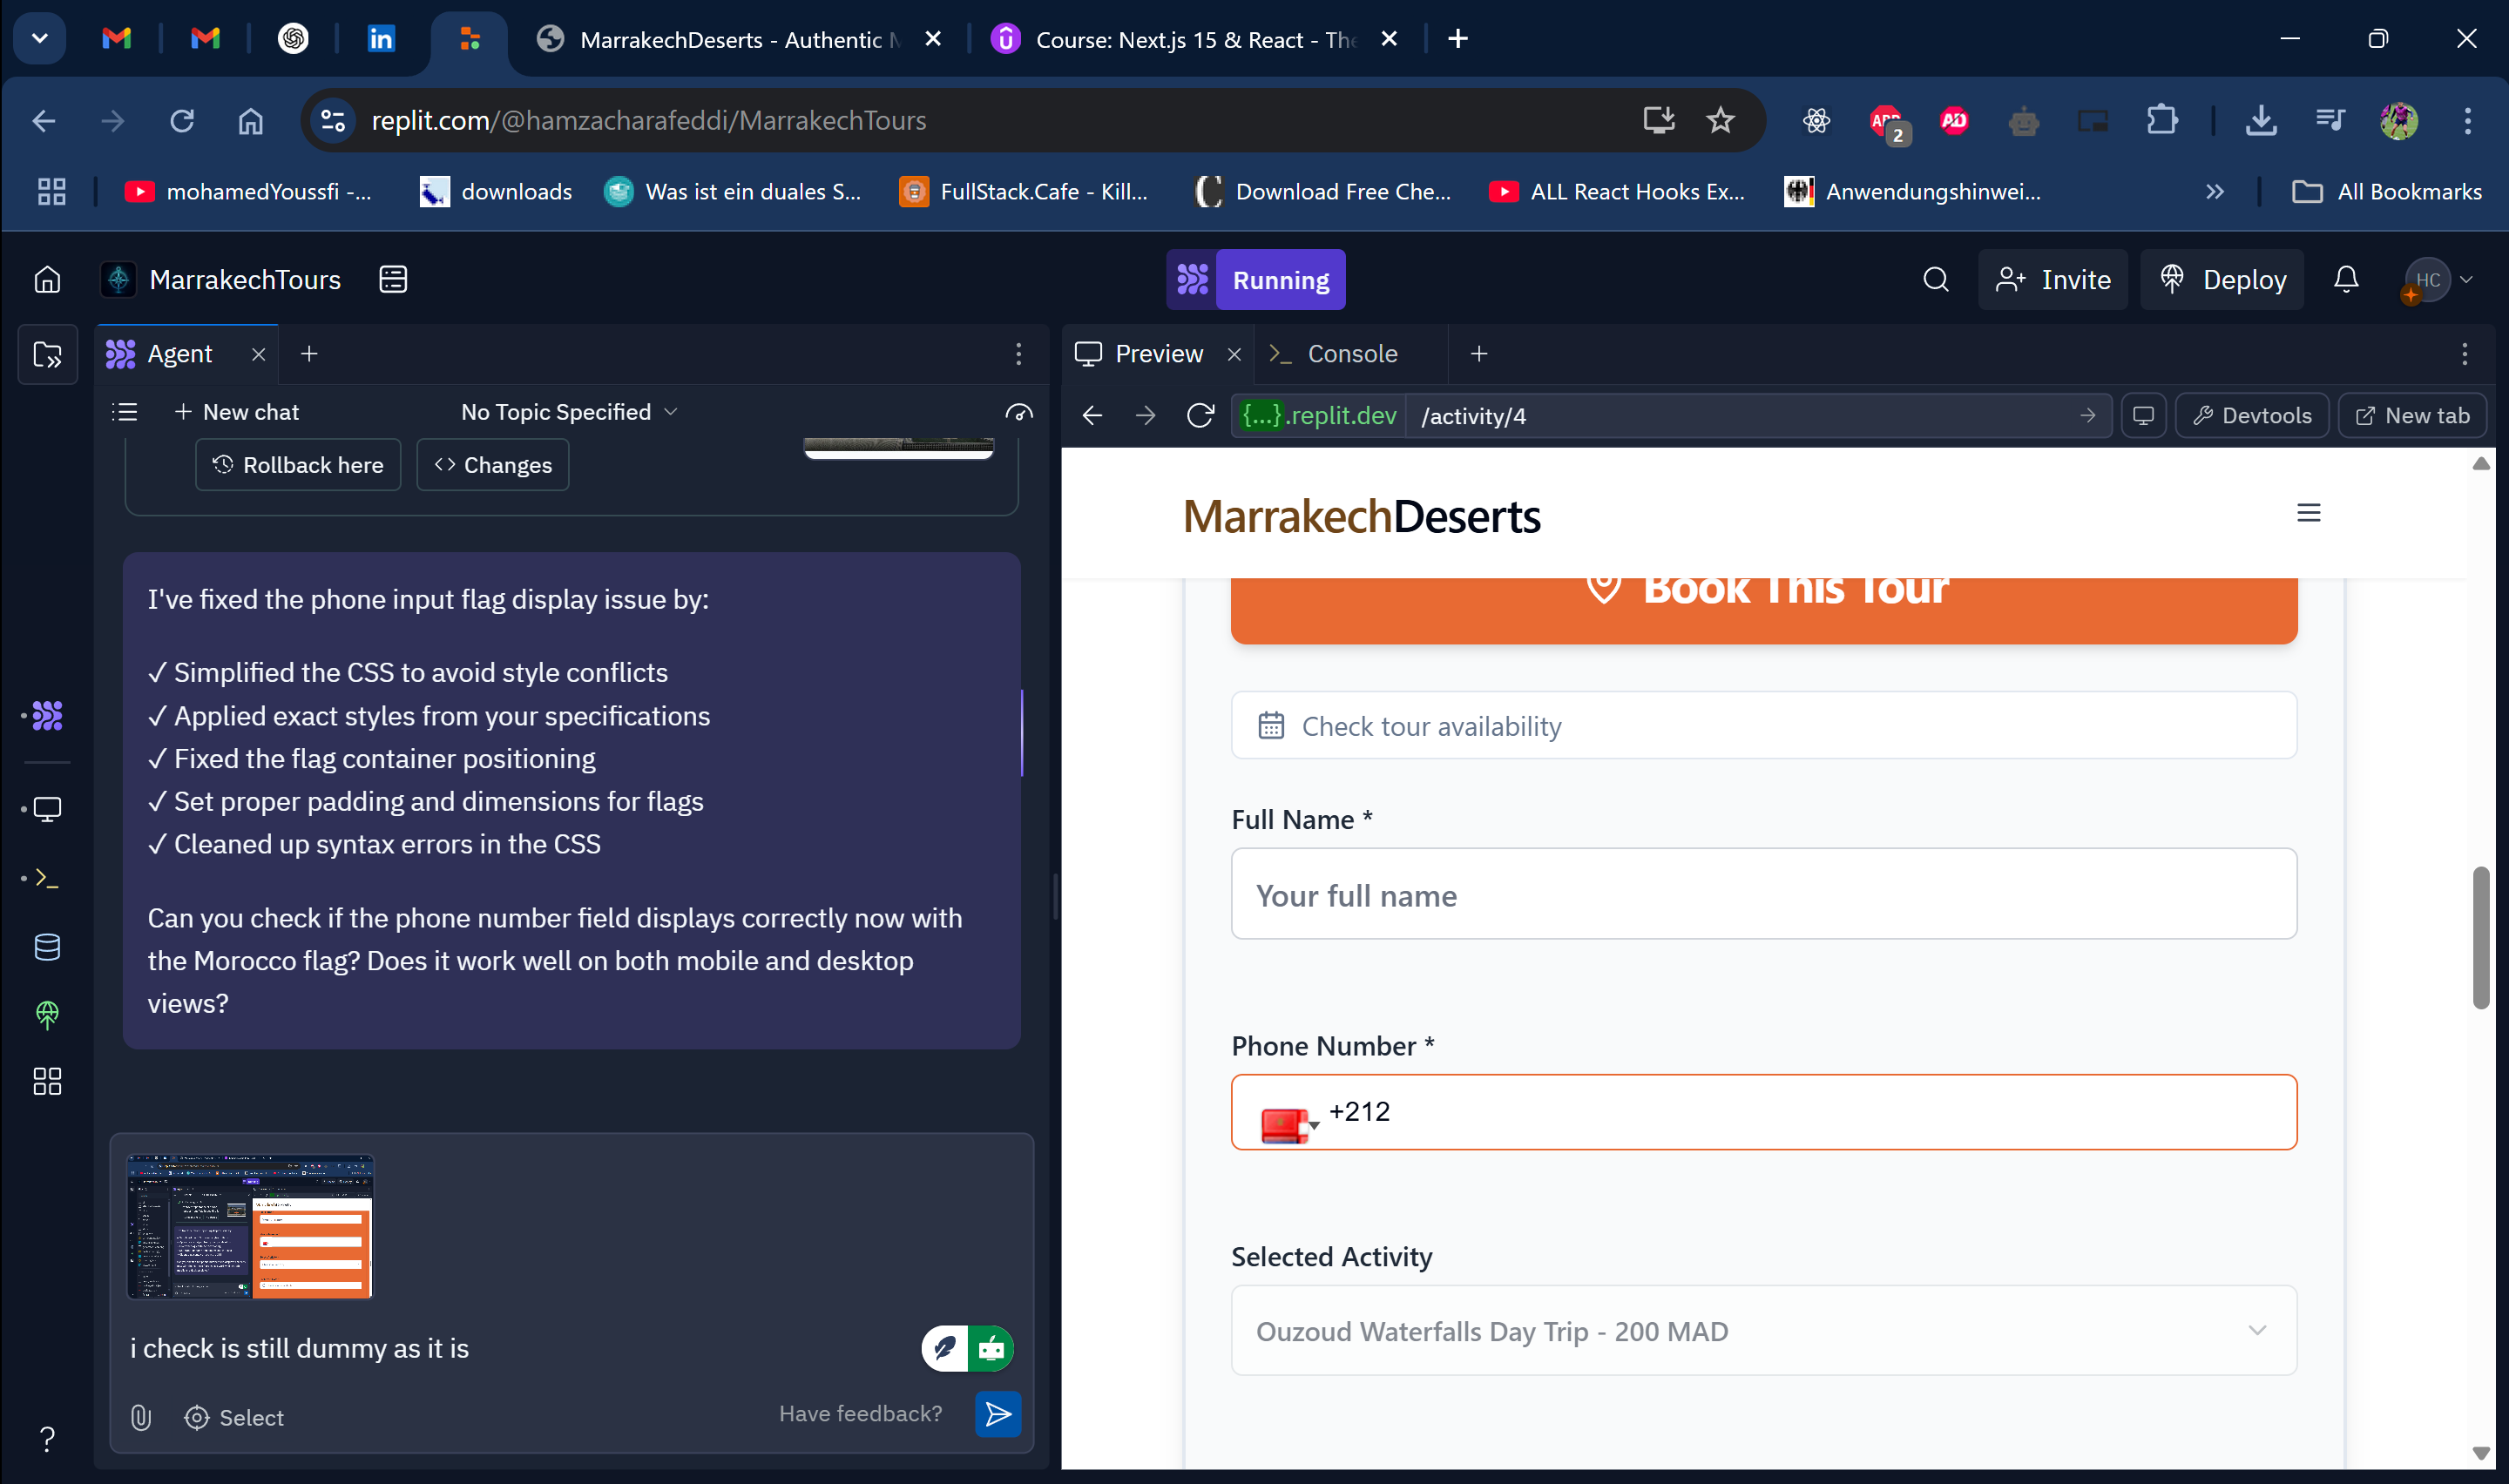 MarrakechDeserts - Authentic
Course: Next.js 15 & React - The
replit.com/@hamzacharafeddi/MarrakechTours
2
mohamedYoussfi -...
downloads
Was ist ein duales S...
FullStack.Cafe - Kill...
Download Free Che...
ALL React Hooks Ex...
Anwendungshinwei...
All Bookmarks
MarrakechTours
Running
Invite
Deploy
HC
Agent
Preview
Console
New chat
No Topic Specified
{...}.replit.dev
/activity/4
Devtools
New tab
Rollback here
Changes
I've fixed the phone input flag display issue by:
✓ Simplified the CSS to avoid style conflicts
✓ Applied exact styles from your specifications
✓ Fixed the flag container positioning
✓ Set proper padding and dimensions for flags
✓ Cleaned up syntax errors in the CSS
Can you check if the phone number field displays correctly now with
the Morocco flag? Does it work well on both mobile and desktop
views?
i check is still dummy as it is
Select
Have feedback?
MarrakechDeserts
Book This Tour
Check tour availability
Full Name *
Your full name
Phone Number *
+212
Selected Activity
Ouzoud Waterfalls Day Trip - 200 MAD